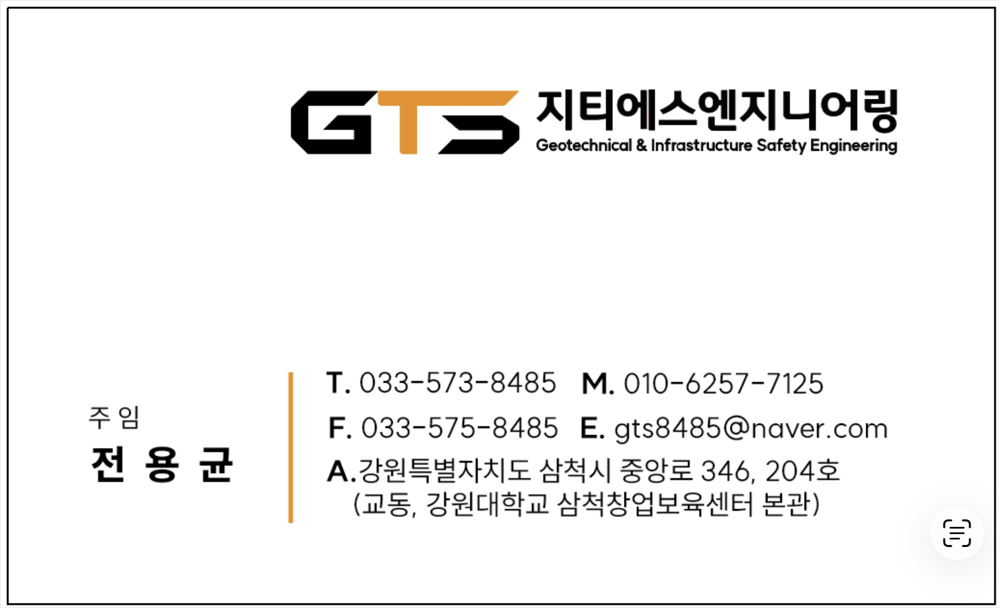 GTS 지티에스엔지니어링
Geotechnical & Infrastructure Safety Engineering
주임
전용균
T. 033-573-8485 M. 010-6257-7125
F. 033-575-8485 E. gts8485@naver.com
A.강원특별자치도 삼척시 중앙로 346, 204호
(교동, 강원대학교 삼척창업보육센터 본관)